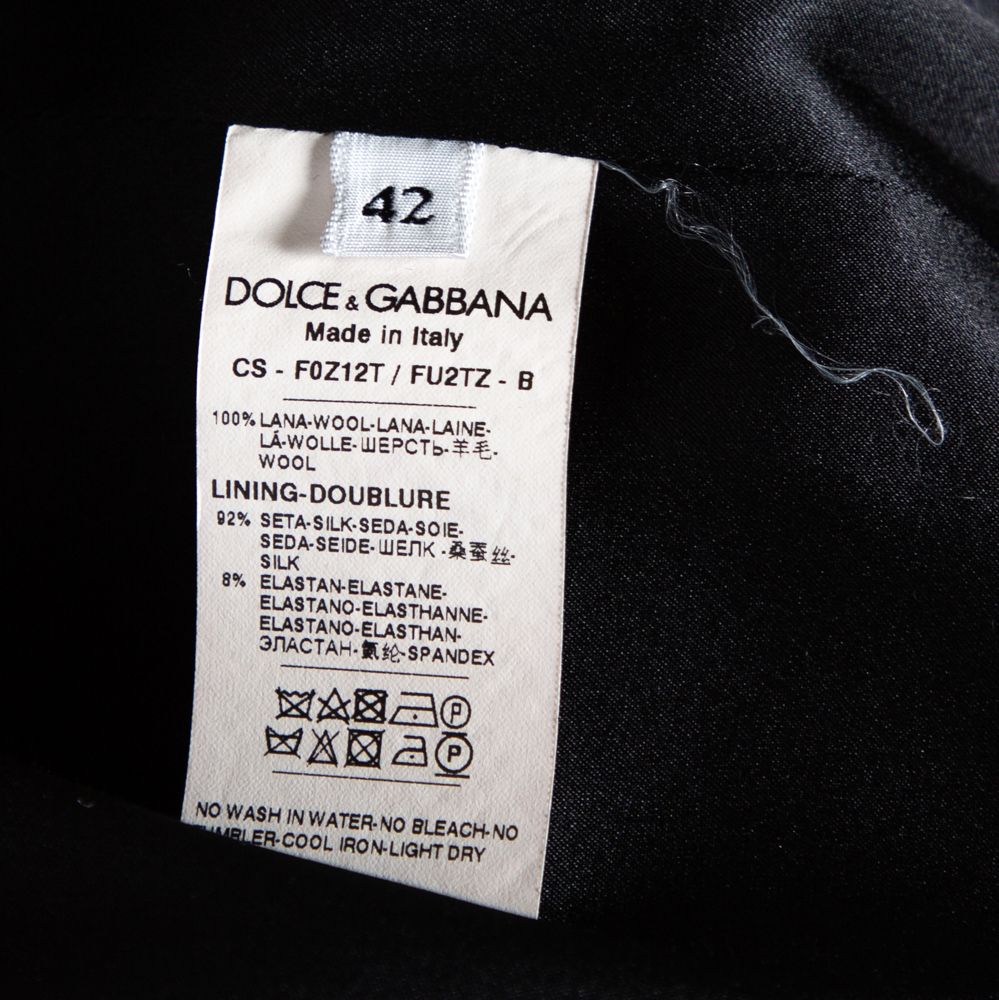 42
DOLCE & GABBANA
Made in Italy
CS - F0Z12T / FU2TZ - B
100% LANA-WOOL-LANA-LAINE-
LÃ-WOLLE-ШЕРСТЬ-羊毛-
WOOL
LINING-DOUBLURE
92% SETA-SILK-SEDA-SOIE-
SEDA-SEIDE-ШЕЛК-桑蚕丝-
SILK
8% ELASTAN-ELASTANE-
ELASTANO-ELASTHANNE-
ELASTANO-ELASTHAN-
ЭЛАСТАН-氨纶-SPANDEX
P
P
NO WASH IN WATER-NO BLEACH-NO
TUMBLER-COOL IRON-LIGHT DRY